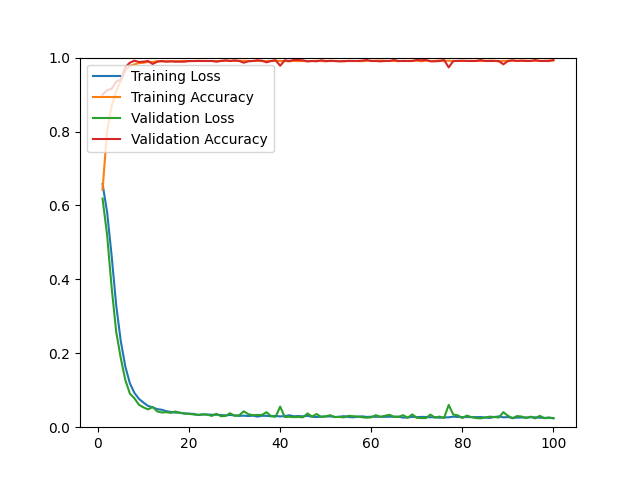 1.0
Training Loss
Training Accuracy
Validation Loss
Validation Accuracy
0.8
0.6
0.4
0.2
0.0
0 20 40 60 80 100